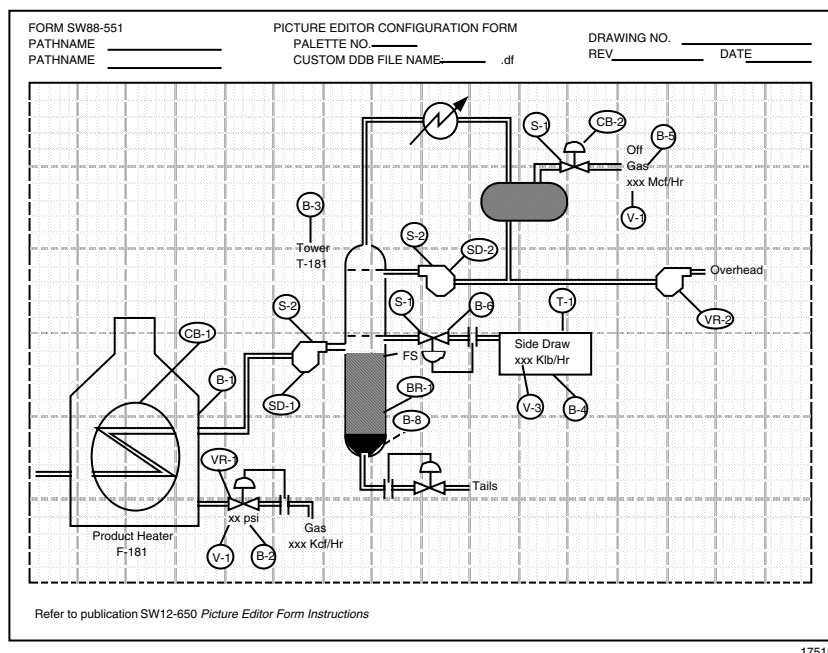 FORM SW88-551
PICTURE EDITOR CONFIGURATION FORM
PATHNAME
PALETTE NO.
DRAWING NO.
PATHNAME
CUSTOM DDB FILE NAME: .df
REV DATE
S-1
CB-2
B-5
Off
Gas
xxx Mcf/Hr
V-1
B-3
Tower
T-181
S-2
SD-2
Overhead
VR-2
S-2
S-1
B-6
T-1
CB-1
Side Draw
xxx Klb/Hr
FS
B-1
SD-1
BR-1
V-3
B-4
B-8
VR-1
Tails
xx psi
Gas
xxx Kcf/Hr
Product Heater
F-181
V-1
B-2
Refer to publication SW12-650 Picture Editor Form Instructions